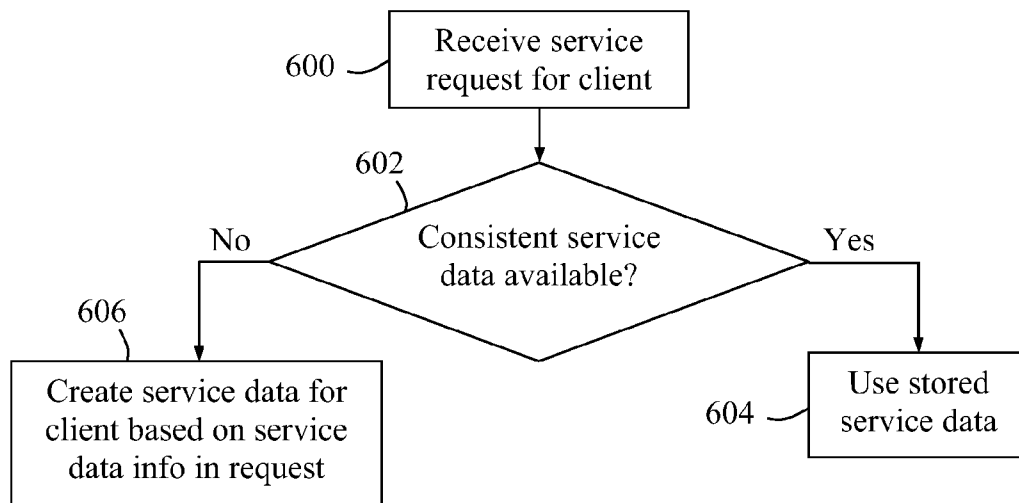 Receive service
request for client
600
602
Consistent service
data available?
No
Yes
606
Create service data for
client based on service
data info in request
604
Use stored
service data